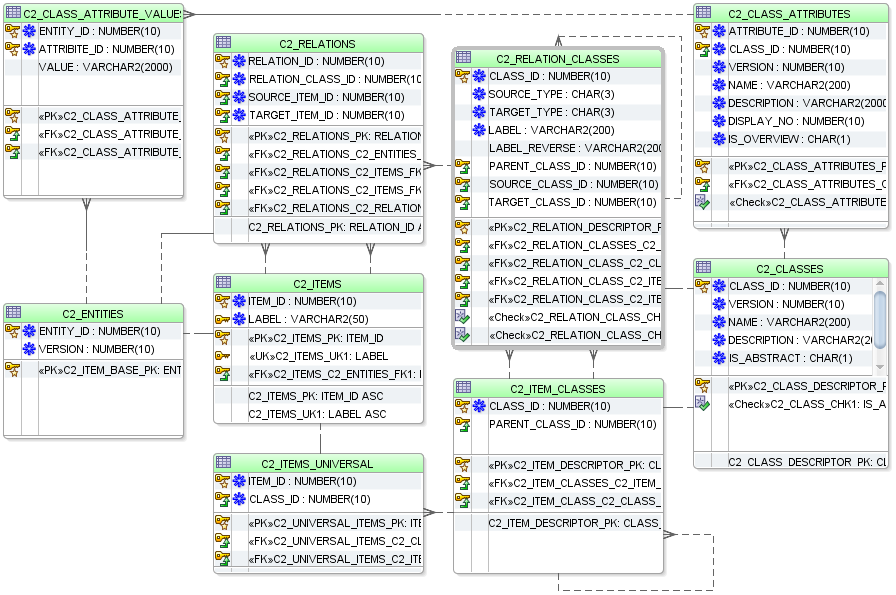 C2_CLASS_ATTRIBUTE_VALUES
ENTITY_ID : NUMBER(10)
ATTRIBITE_ID : NUMBER(10)
VALUE : VARCHAR2(2000)
«PK»C2_CLASS_ATTRIBUTE_
«FK»C2_CLASS_ATTRIBUTE_
«FK»C2_CLASS_ATTRIBUTE_
C2_RELATIONS
RELATION_ID : NUMBER(10)
RELATION_CLASS_ID : NUMBER(10
SOURCE_ITEM_ID : NUMBER(10)
TARGET_ITEM_ID : NUMBER(10)
«PK»C2_RELATIONS_PK: RELATION
«FK»C2_RELATIONS_C2_ENTITIES_
«FK»C2_RELATIONS_C2_ITEMS_FK
«FK»C2_RELATIONS_C2_ITEMS_FK
«FK»C2_RELATIONS_C2_RELATION
C2_RELATIONS_PK: RELATION_ID A
C2_RELATION_CLASSES
CLASS_ID : NUMBER(10)
SOURCE_TYPE : CHAR(3)
TARGET_TYPE : CHAR(3)
LABEL : VARCHAR2(200)
LABEL_REVERSE : VARCHAR2(200
PARENT_CLASS_ID : NUMBER(10)
SOURCE_CLASS_ID : NUMBER(10)
TARGET_CLASS_ID : NUMBER(10)
«PK»C2_RELATION_DESCRIPTOR_P
«FK»C2_RELATION_CLASSES_C2_
«FK»C2_RELATION_CLASS_C2_CL
«FK»C2_RELATION_CLASS_C2_ITE
«FK»C2_RELATION_CLASS_C2_ITE
«Check»C2_RELATION_CLASS_CH
«Check»C2_RELATION_CLASS_CH
C2_CLASS_ATTRIBUTES
ATTRIBUTE_ID : NUMBER(10)
CLASS_ID : NUMBER(10)
VERSION : NUMBER(10)
NAME : VARCHAR2(200)
DESCRIPTION : VARCHAR2(2000
DISPLAY_NO : NUMBER(10)
IS_OVERVIEW : CHAR(1)
«PK»C2_CLASS_ATTRIBUTES_P
«FK»C2_CLASS_ATTRIBUTES_C
«Check»C2_CLASS_ATTRIBUTE
C2_ENTITIES
ENTITY_ID : NUMBER(10)
VERSION : NUMBER(10)
«PK»C2_ITEM_BASE_PK: ENT
C2_ITEMS
ITEM_ID : NUMBER(10)
LABEL : VARCHAR2(50)
«PK»C2_ITEMS_PK: ITEM_ID
«UK»C2_ITEMS_UK1: LABEL
«FK»C2_ITEMS_C2_ENTITIES_FK1: I
C2_ITEMS_PK: ITEM_ID ASC
C2_ITEMS_UK1: LABEL ASC
C2_CLASSES
CLASS_ID : NUMBER(10)
VERSION : NUMBER(10)
NAME : VARCHAR2(200)
DESCRIPTION : VARCHAR2(20
IS_ABSTRACT : CHAR(1)
«PK»C2_CLASS_DESCRIPTOR_P
«Check»C2_CLASS_CHK1: IS_A
C2_CLASS_DESCRIPTOR_PK: CL
C2_ITEMS_UNIVERSAL
ITEM_ID : NUMBER(10)
CLASS_ID : NUMBER(10)
«PK»C2_UNIVERSAL_ITEMS_PK: ITE
«FK»C2_UNIVERSAL_ITEMS_C2_CL
«FK»C2_UNIVERSAL_ITEMS_C2_ITE
C2_ITEM_CLASSES
CLASS_ID : NUMBER(10)
PARENT_CLASS_ID : NUMBER(10)
«PK»C2_ITEM_DESCRIPTOR_PK: CL
«FK»C2_ITEM_CLASSES_C2_ITEM_
«FK»C2_ITEM_CLASS_C2_CLASS_
C2_ITEM_DESCRIPTOR_PK: CLASS_